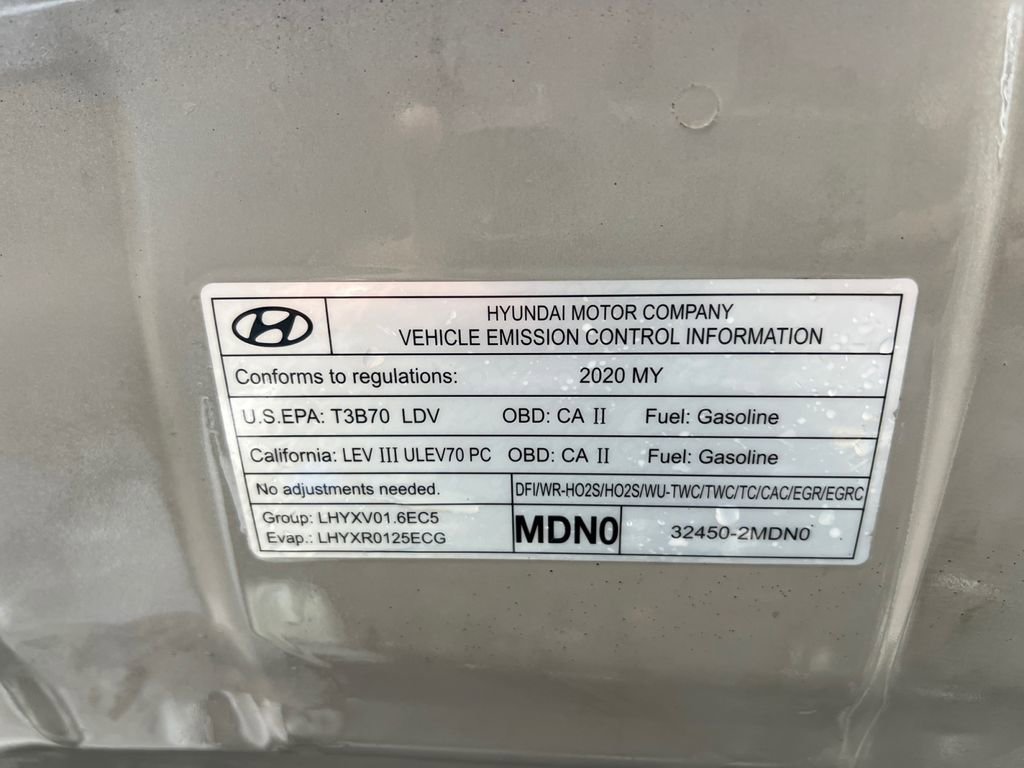 HYUNDAI MOTOR COMPANY
VEHICLE EMISSION CONTROL INFORMATION
Conforms to regulations: 2020 MY
U.S.EPA: T3B70 LDV OBD: CA II Fuel: Gasoline
California: LEV III ULEV70 PC OBD: CA II Fuel: Gasoline
No adjustments needed. DFI/WR-HO2S/HO2S/WU-TWC/TWC/TC/CAC/EGR/EGRC
Group: LHYXV01.6EC5
Evap.: LHYXR0125ECG
MDN0 32450-2MDN0